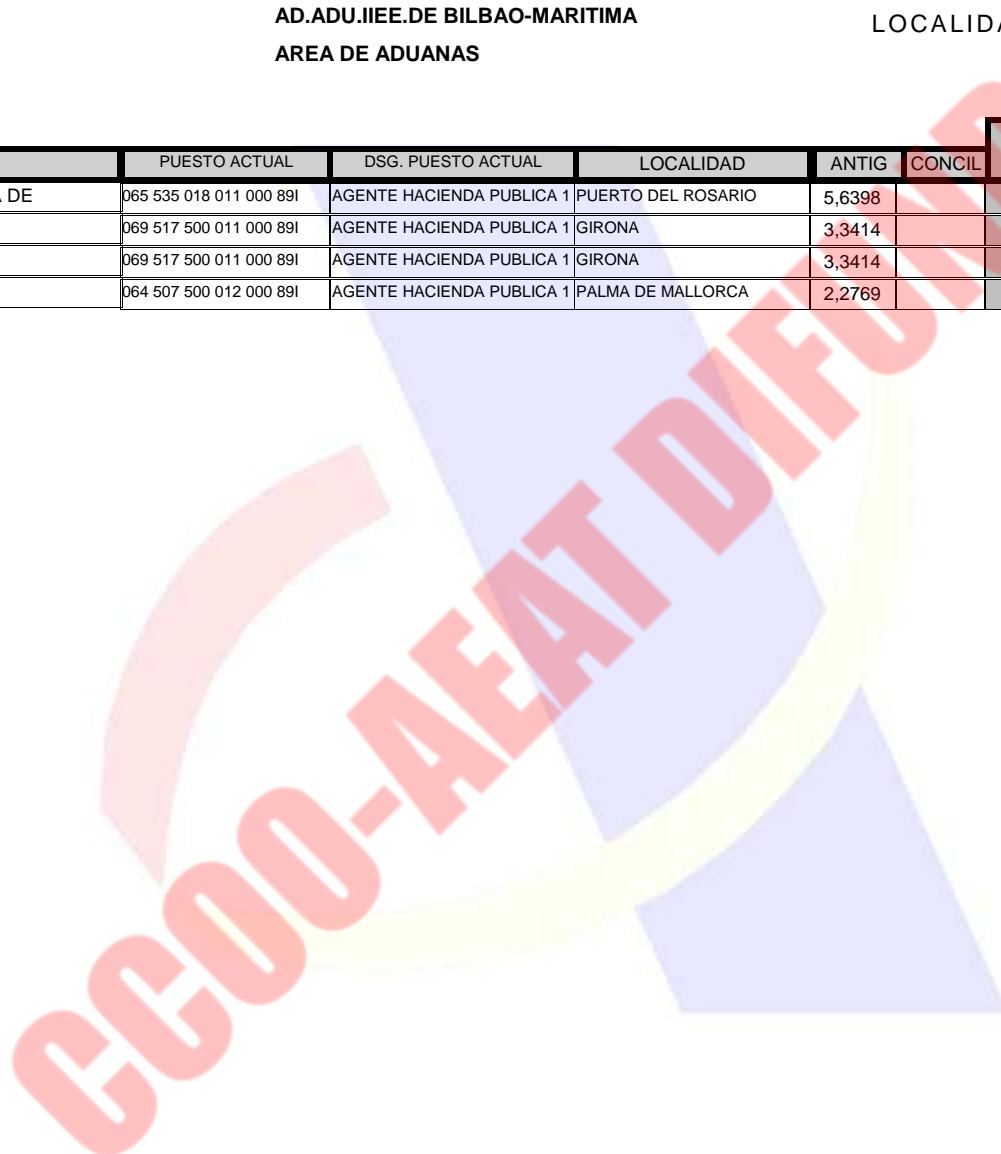 AD.ADU.IIEE.DE BILBAO-MARITIMA
LOCALIDA
AREA DE ADUANAS
PUESTO ACTUAL DSG. PUESTO ACTUAL LOCALIDAD ANTIG CONCIL
DE 065 535 018 011 000 89I AGENTE HACIENDA PUBLICA 1 PUERTO DEL ROSARIO 5,6398
069 517 500 011 000 89I AGENTE HACIENDA PUBLICA 1 GIRONA 3,3414
069 517 500 011 000 89I AGENTE HACIENDA PUBLICA 1 GIRONA 3,3414
064 507 500 012 000 89I AGENTE HACIENDA PUBLICA 1 PALMA DE MALLORCA 2,2769
CCOO-AEAT DIFUN